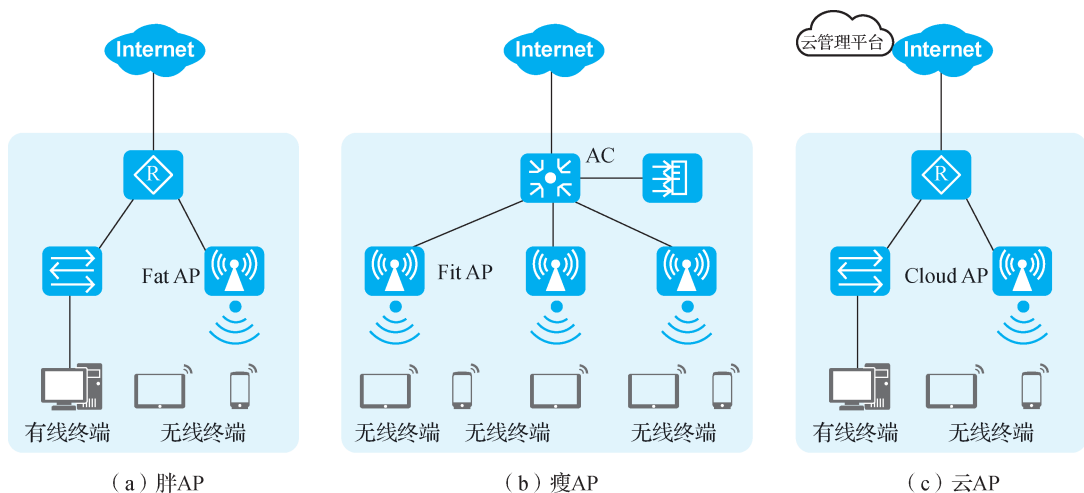 Internet
R
Fat AP
有线终端
无线终端
（a）胖AP
Internet
AC
Fit AP
无线终端
无线终端
无线终端
（b）瘦AP
云管理平台
Internet
R
Cloud AP
有线终端
无线终端
（c）云AP